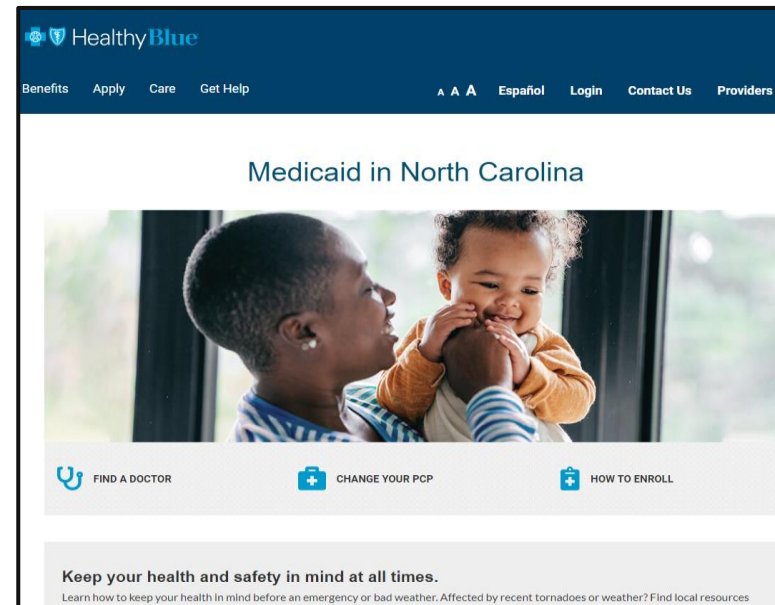 HealthyBlue
Benefits Apply Care Get Help A A A Español Login Contact Us Providers
Medicaid in North Carolina
FIND A DOCTOR CHANGE YOUR PCP HOW TO ENROLL
Keep your health and safety in mind at all times.
Learn how to keep your health in mind before an emergency or bad weather. Affected by recent tornadoes or weather? Find local resources